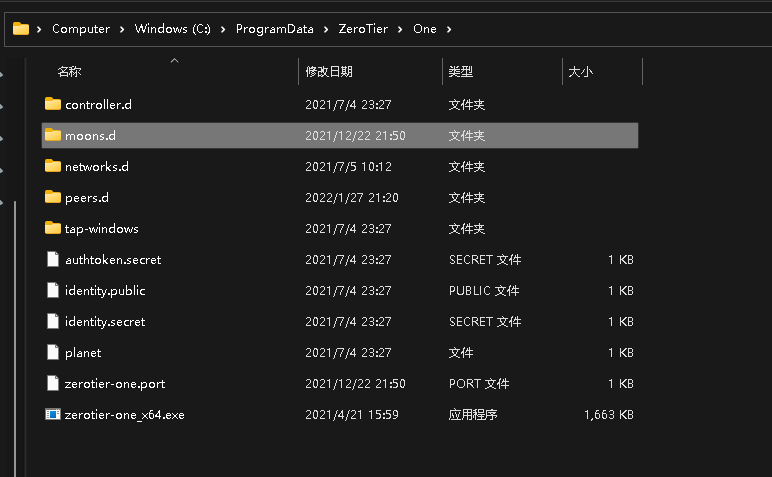 Computer > Windows (C:) > ProgramData > ZeroTier > One >
名称 修改日期 类型 大小
controller.d 2021/7/4 23:27 文件夹
moons.d 2021/12/22 21:50 文件夹
networks.d 2021/7/5 10:12 文件夹
peers.d 2022/1/27 21:20 文件夹
tap-windows 2021/7/4 23:27 文件夹
authtoken.secret 2021/7/4 23:27 SECRET 文件 1 KB
identity.public 2021/7/4 23:27 PUBLIC 文件 1 KB
identity.secret 2021/7/4 23:27 SECRET 文件 1 KB
planet 2021/7/4 23:27 文件 1 KB
zerotier-one.port 2021/12/22 21:50 PORT 文件 1 KB
zerotier-one_x64.exe 2021/4/21 15:59 应用程序 1,663 KB